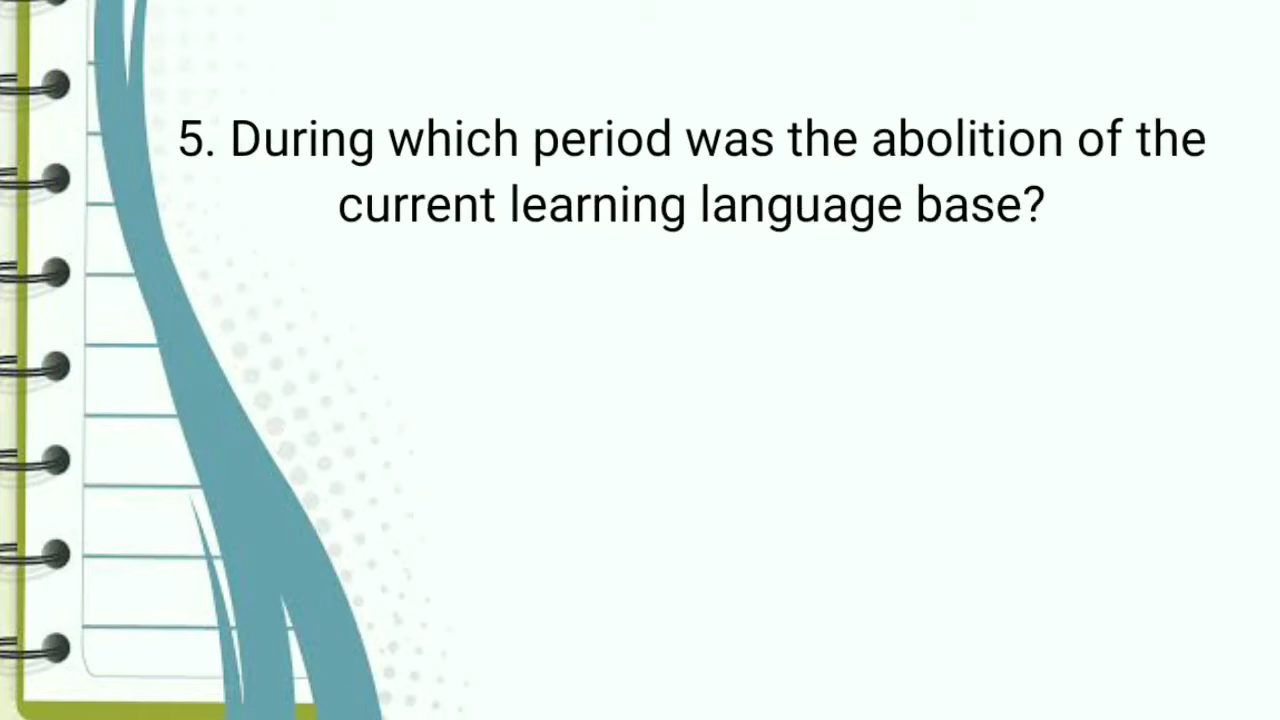 5. During which period was the abolition of the
current learning language base?